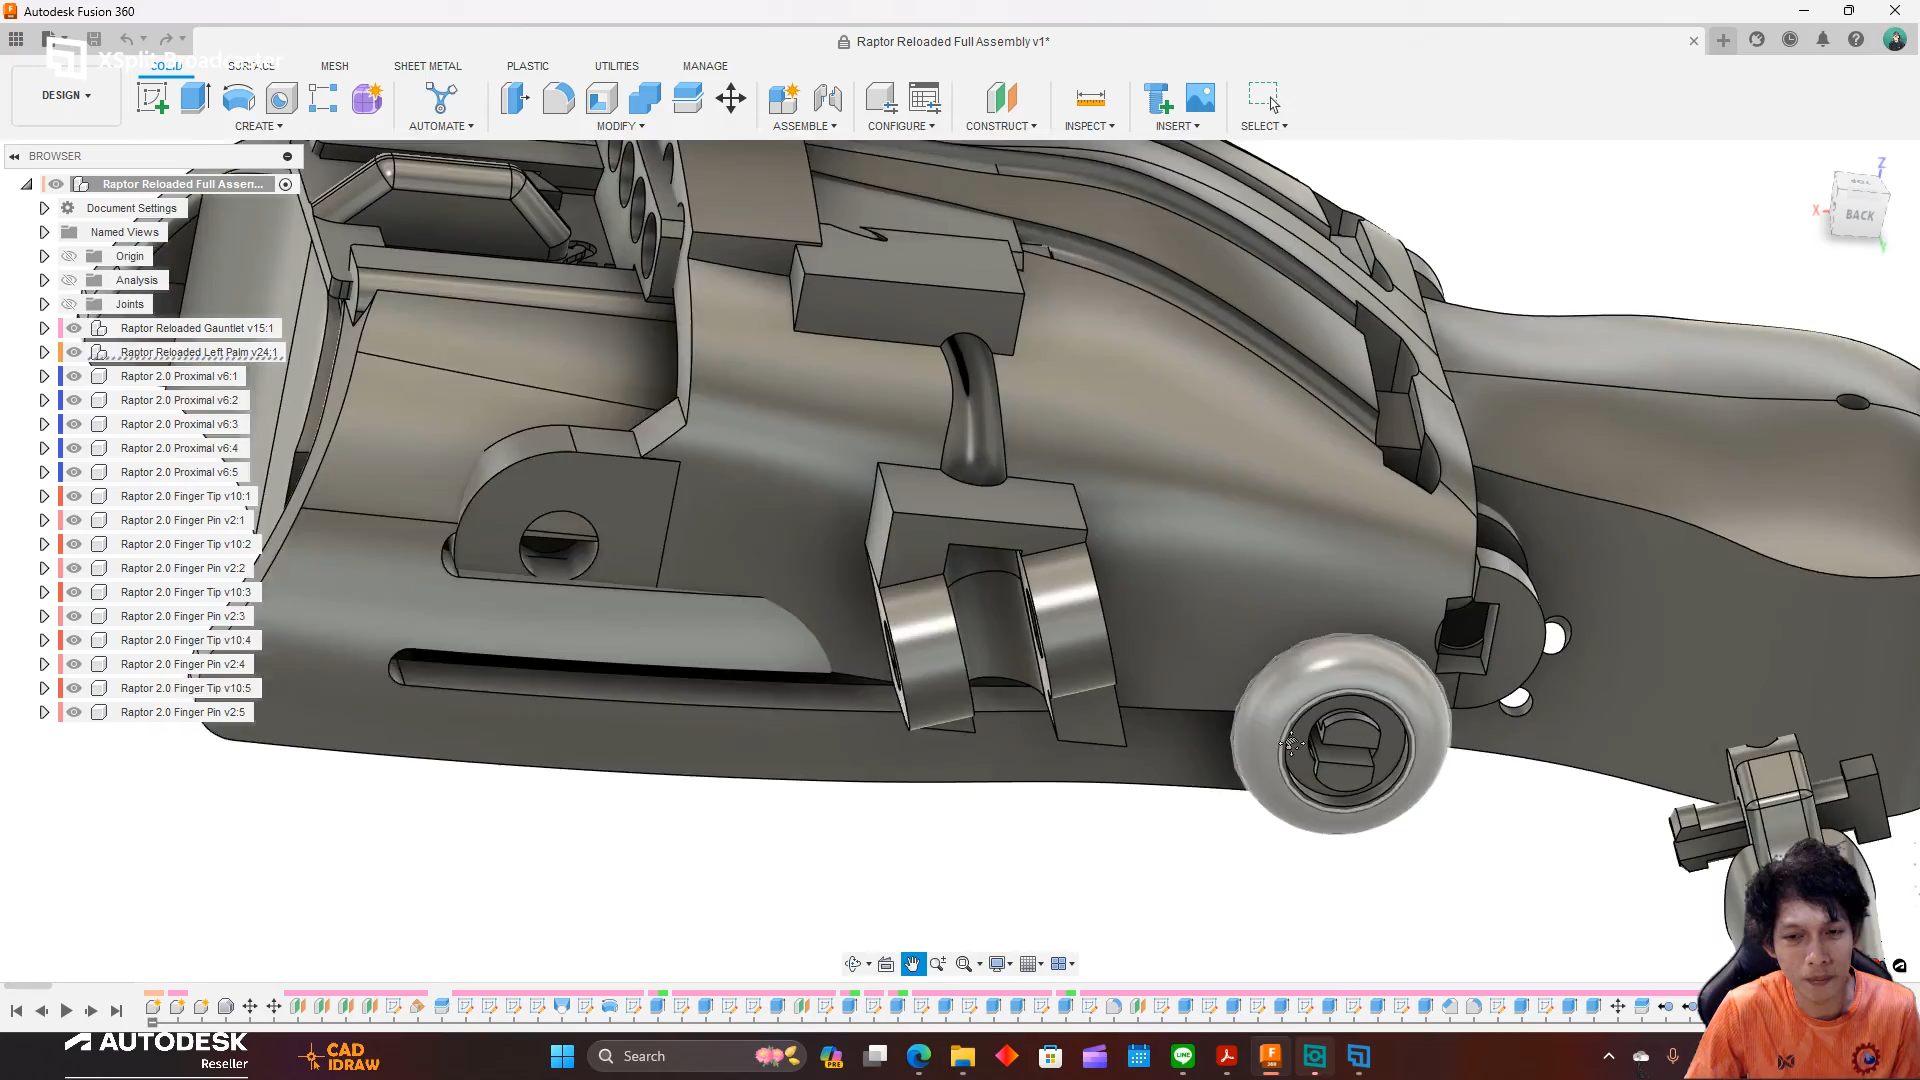 Autodesk Fusion 360
XSplit Broadcaster
Raptor Reloaded Full Assembly v1*
SOLID
SURFACE
MESH
SHEET METAL
PLASTIC
UTILITIES
MANAGE
DESIGN
CREATE
AUTOMATE
MODIFY
ASSEMBLE
CONFIGURE
CONSTRUCT
INSPECT
INSERT
SELECT
BROWSER
Raptor Reloaded Full Assem...
Document Settings
Named Views
Origin
Analysis
Joints
Raptor Reloaded Gauntlet v15:1
Raptor Reloaded Left Palm v24:1
Raptor 2.0 Proximal v6:1
Raptor 2.0 Proximal v6:2
Raptor 2.0 Proximal v6:3
Raptor 2.0 Proximal v6:4
Raptor 2.0 Proximal v6:5
Raptor 2.0 Finger Tip v10:1
Raptor 2.0 Finger Pin v2:1
Raptor 2.0 Finger Tip v10:2
Raptor 2.0 Finger Pin v2:2
Raptor 2.0 Finger Tip v10:3
Raptor 2.0 Finger Pin v2:3
Raptor 2.0 Finger Tip v10:4
Raptor 2.0 Finger Pin v2:4
Raptor 2.0 Finger Tip v10:5
Raptor 2.0 Finger Pin v2:5
Z
TOP
X
BACK
Y
AUTODESK
Reseller
CAD
IDRAW
Search
PRE